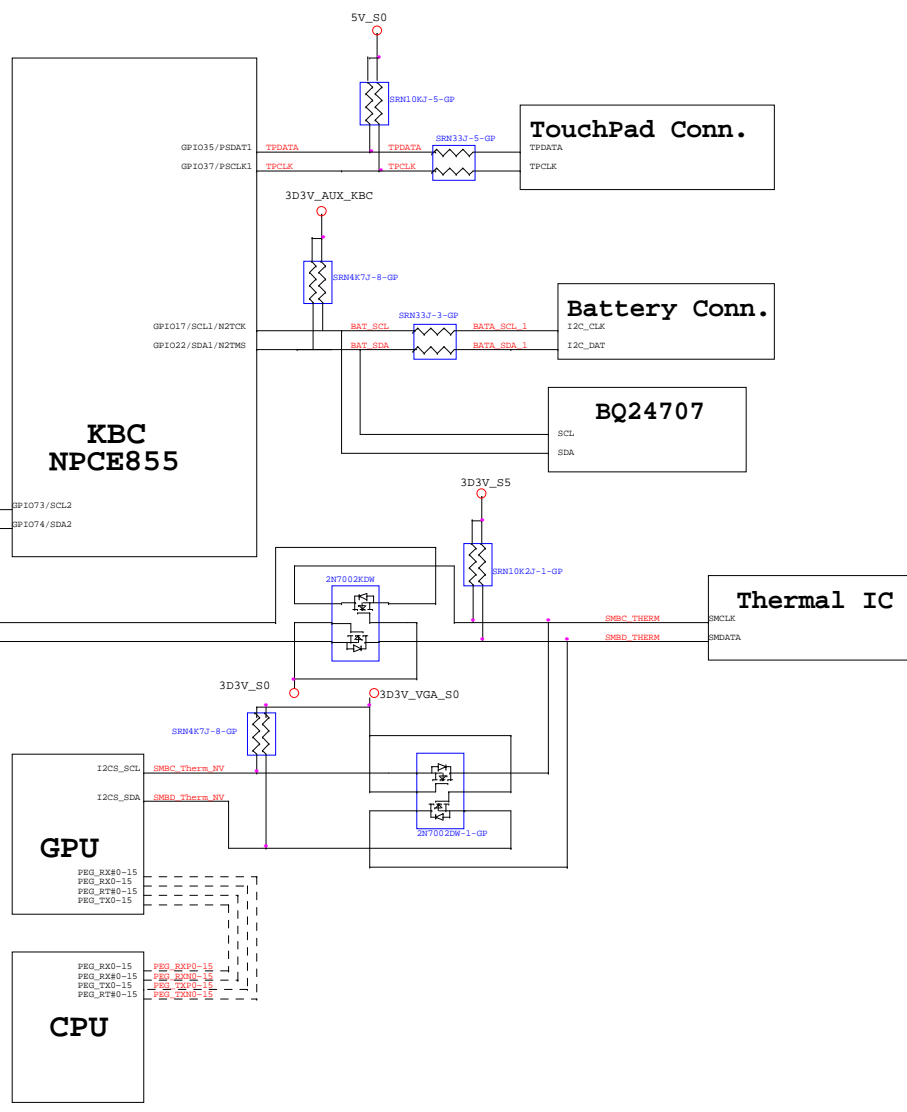 5V_S0
SRN10KJ-5-GP
TouchPad Conn.
SRN33J-5-GP
GPIO35/PSDAT1 TPDATA TPDATA TPDATA
GPIO37/PSCLK1 TPCLK TPCLK TPCLK
3D3V_AUX_KBC
SRN4K7J-8-GP
Battery Conn.
SRN33J-3-GP
GPIO17/SCL1/N2TCK BAT_SCL BATA_SCL_1 I2C_CLK
GPIO22/SDA1/N2TMS BAT_SDA BATA_SDA_1 I2C_DAT
BQ24707
KBC
NPCE855
SCL
SDA
3D3V_S5
GPIO73/SCL2
GPIO74/SDA2
SRN10K2J-1-GP
2N7002KDW
Thermal IC
SMBC_THERM SMCLK
SMBD_THERM SMDATA
3D3V_S0
3D3V_VGA_S0
SRN4K7J-8-GP
I2CS_SCL SMBC_Therm_NV
I2CS_SDA SMBD_Therm_NV
2N7002DW-1-GP
GPU
PEG_RX#0-15
PEG_RX0-15
PEG_RT#0-15
PEG_TX0-15
PEG_RX0-15 PEG_RXP0-15
PEG_RX#0-15 PEG_RXN0-15
PEG_TX0-15 PEG_TXP0-15
PEG_RT#0-15 PEG_TXN0-15
CPU